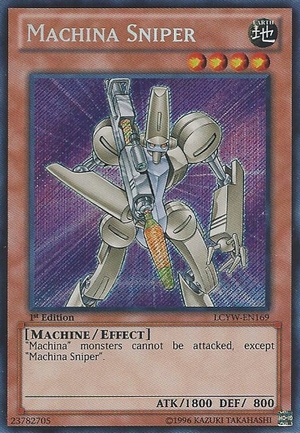 Machina Sniper
EARTH
地
1st Edition
LCYW-EN169
[Machine/Effect]
"Machina" monsters cannot be attacked, except
"Machina Sniper".
ATK/1800 DEF/ 800
23782705
©1996 KAZUKI TAKAHASHI